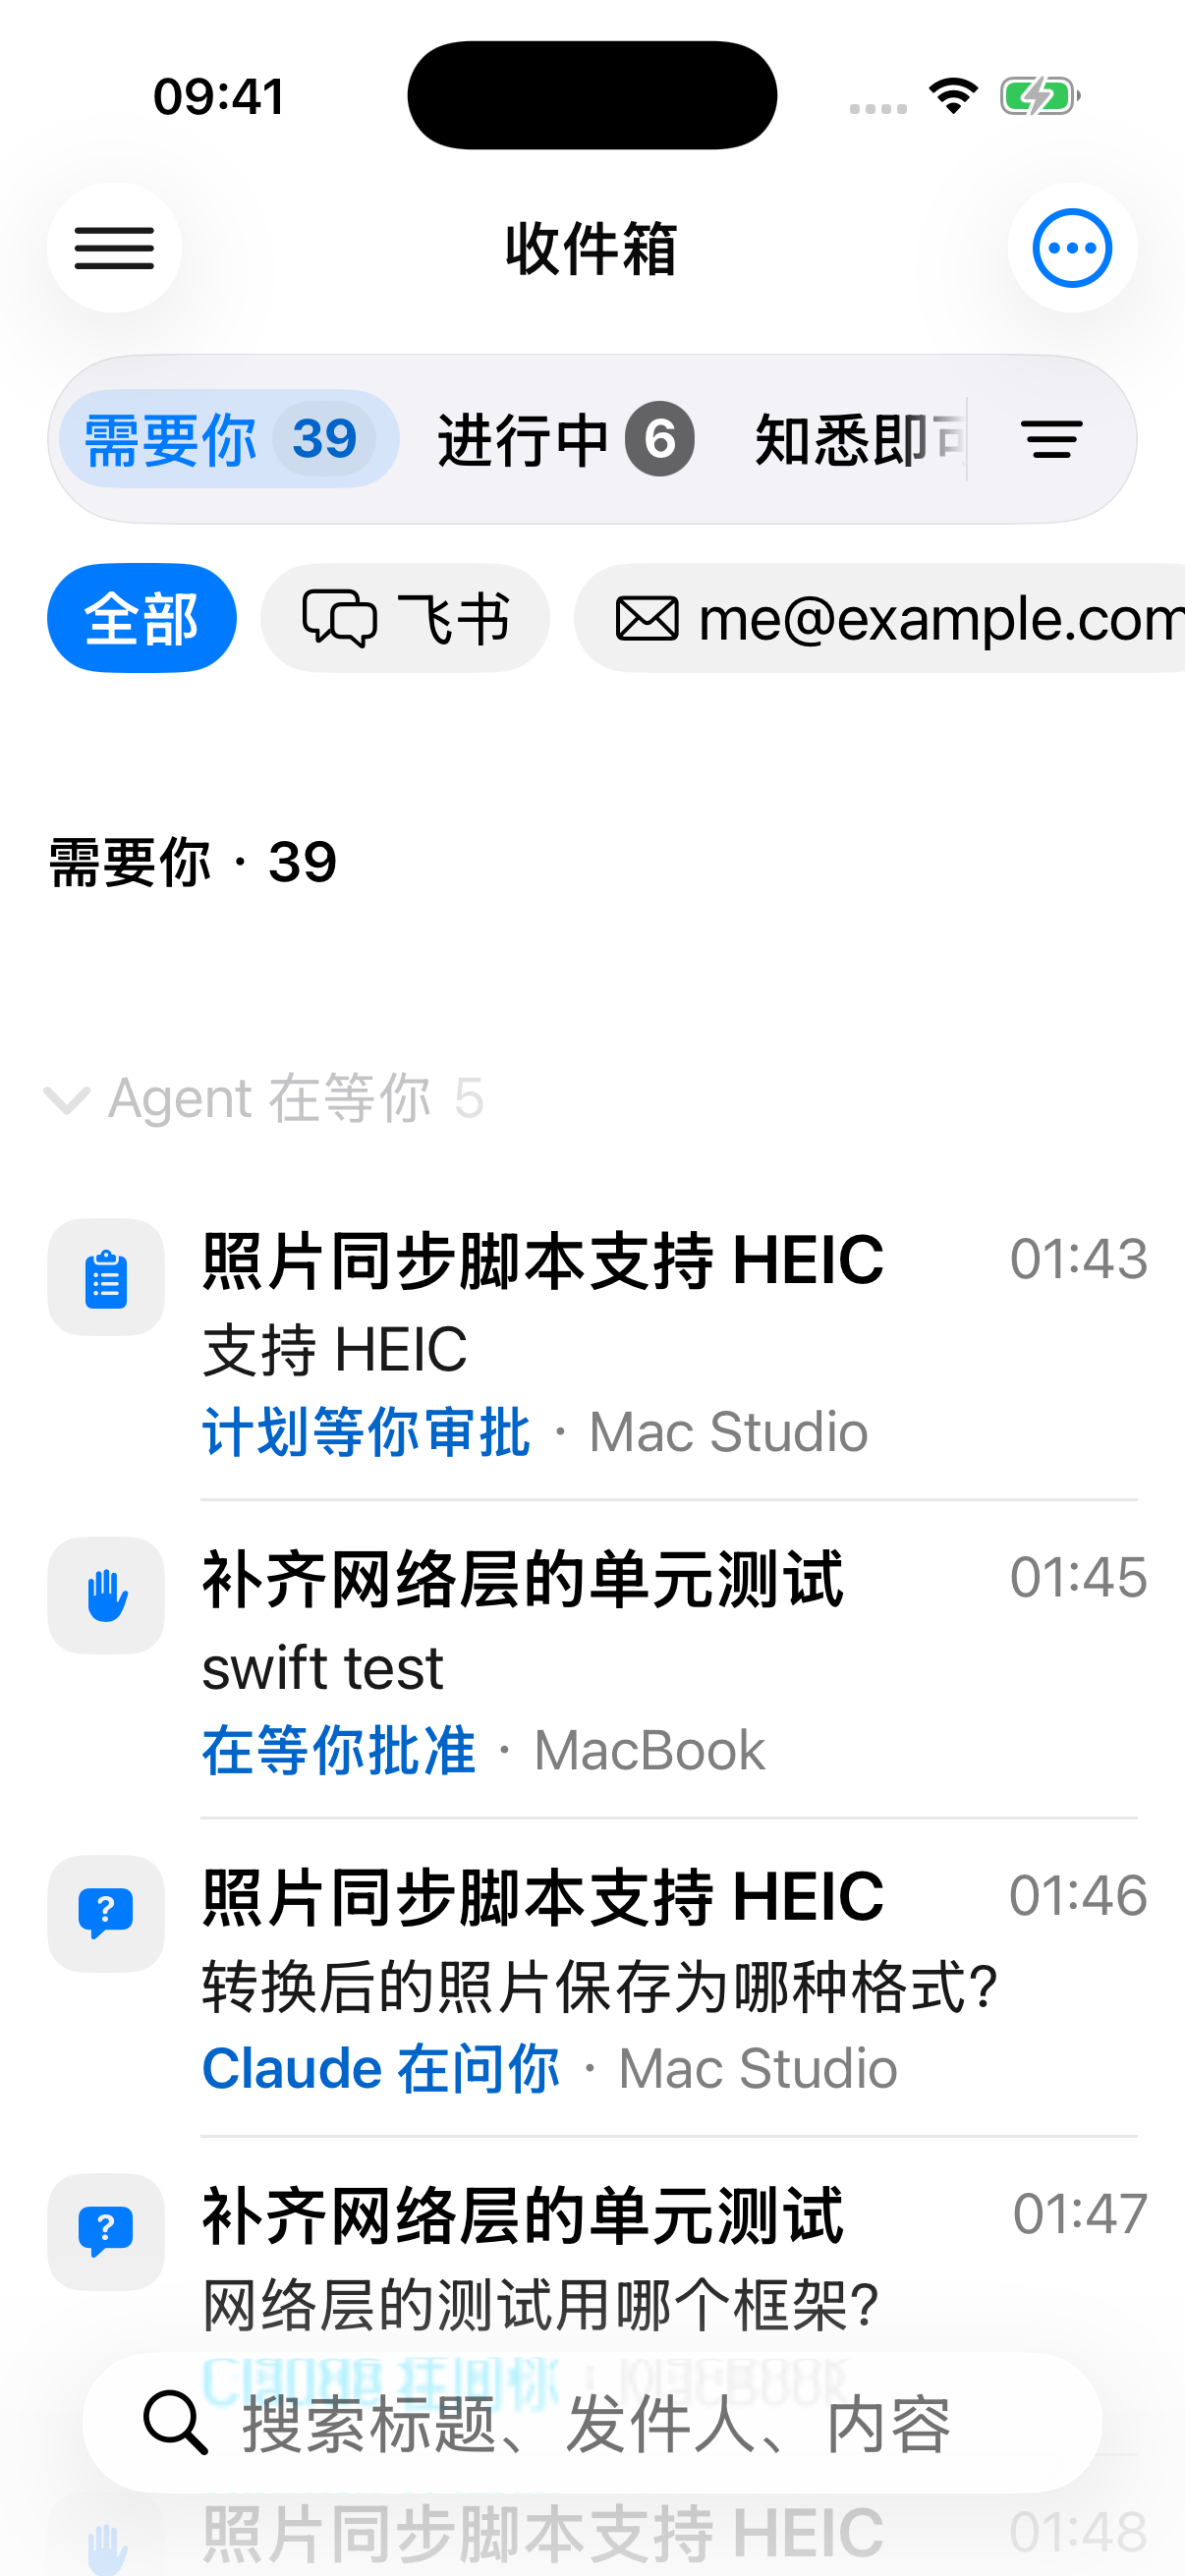 09:41
收件箱
需要你 39 进行中 6 知悉即
全部 飞书 me@example.com
需要你 · 39
Agent 在等你 5
照片同步脚本支持 HEIC 01:43
支持 HEIC
计划等你审批 · Mac Studio
补齐网络层的单元测试 01:45
swift test
在等你批准 · MacBook
照片同步脚本支持 HEIC 01:46
转换后的照片保存为哪种格式?
Claude 在问你 · Mac Studio
补齐网络层的单元测试 01:47
网络层的测试用哪个框架?
Claude 在问你 · MacBook
搜索标题、发件人、内容
照片同步脚本支持 HEIC 01:48